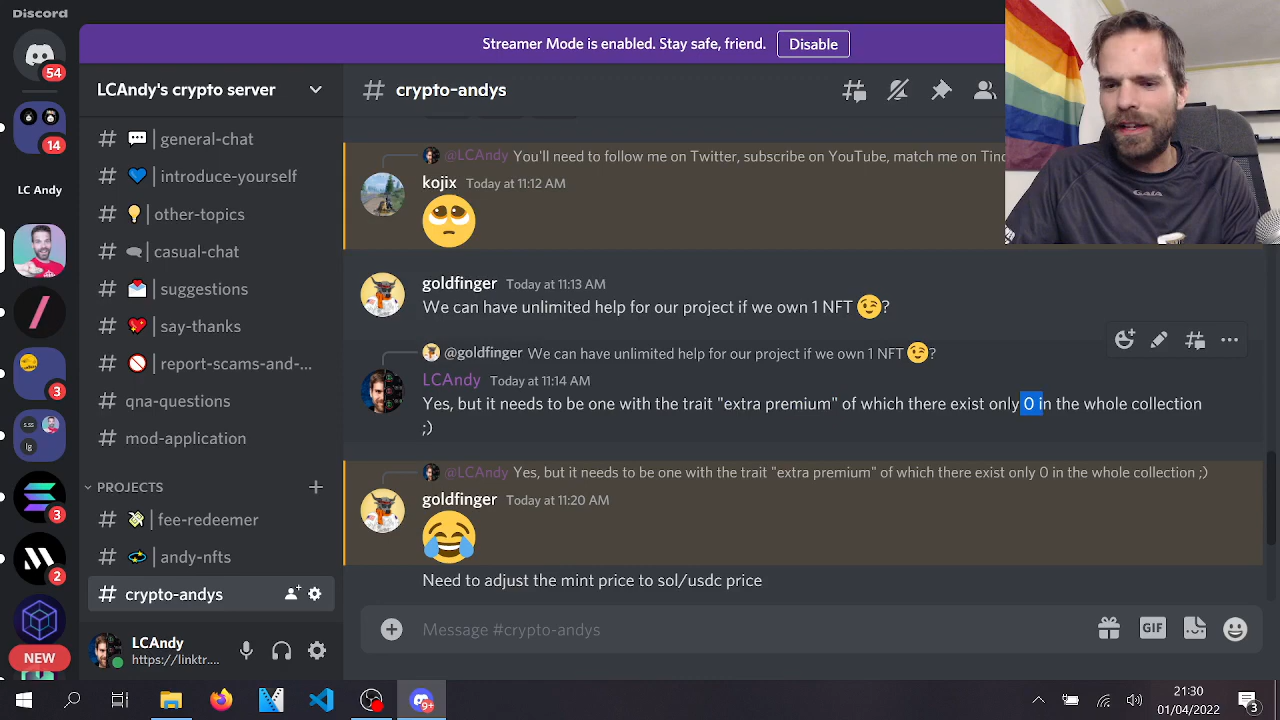 Discord
Streamer Mode is enabled. Stay safe, friend.
Disable
54
14
LC Andy
3
3
2
NEW
LCAndy's crypto server
# general-chat
# | introduce-yourself
# | other-topics
# casual-chat
# | suggestions
# | say-thanks
# | report-scams-and-...
qna-questions
# mod-application
PROJECTS
# | fee-redeemer
# | andy-nfts
# crypto-andys
LCAndy
https://linktr...
# crypto-andys
@LCAndy You'll need to follow me on Twitter, subscribe on YouTube, match me on Tin
kojix Today at 11:12 AM
goldfinger Today at 11:13 AM
We can have unlimited help for our project if we own 1 NFT 😉?
@goldfinger We can have unlimited help for our project if we own 1 NFT 😉?
LCAndy Today at 11:14 AM
Yes, but it needs to be one with the trait "extra premium" of which there exist only 0 in the whole collection
;)
@LCAndy Yes, but it needs to be one with the trait "extra premium" of which there exist only 0 in the whole collection ;)
goldfinger Today at 11:20 AM
Need to adjust the mint price to sol/usdc price
Message #crypto-andys
GIF
GAIA
9+
21:30
3